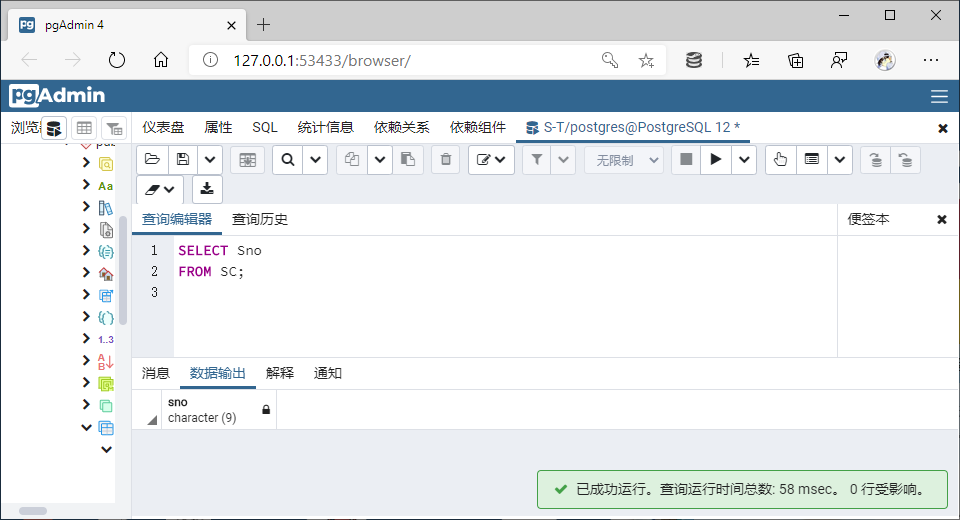 pgAdmin 4
127.0.0.1:53433/browser/
pgAdmin
仪表盘 属性 SQL 统计信息 依赖关系 依赖组件 S-T/postgres@PostgreSQL 12 *
无限制
查询编辑器 查询历史 便签本
1 SELECT Sno
2 FROM SC;
3
Aa
1..3
消息 数据输出 解释 通知
sno
character (9)
已成功运行。查询运行时间总数: 58 msec。 0 行受影响。